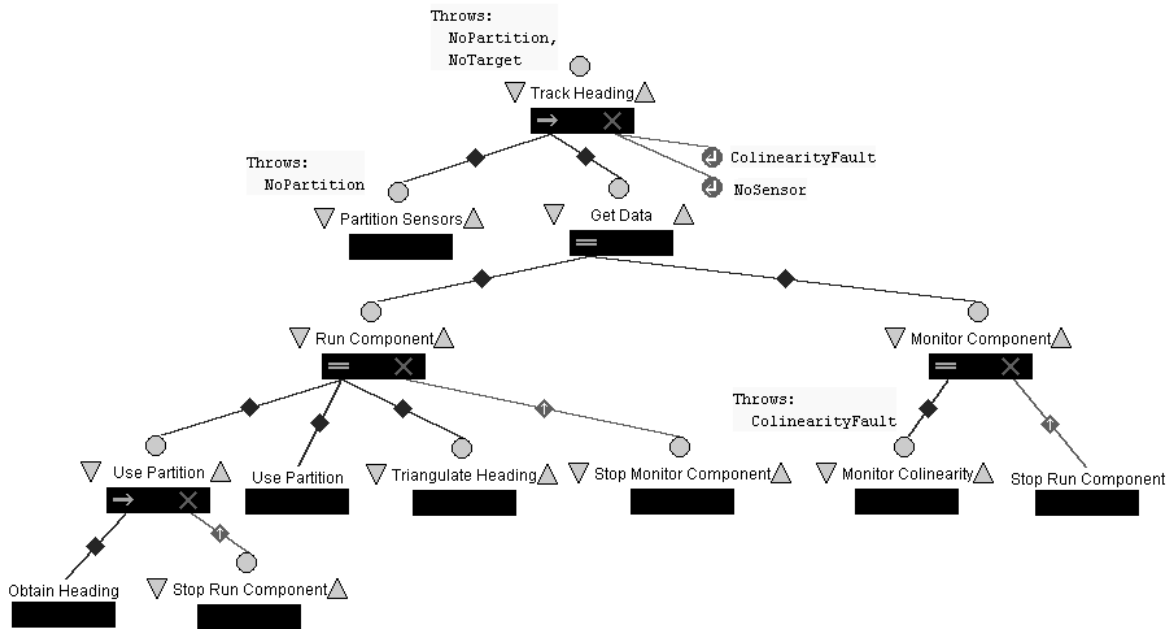 Throws:
NoPartition,
NoTarget
Track Heading
ColinearityFault
Throws:
NoPartition
NoSensor
Partition Sensors
Get Data
Run Component
Monitor Component
Throws:
ColinearityFault
Use Partition
Use Partition
Triangulate Heading
Stop Monitor Component
Monitor Colinearity
Stop Run Component
Obtain Heading
Stop Run Component